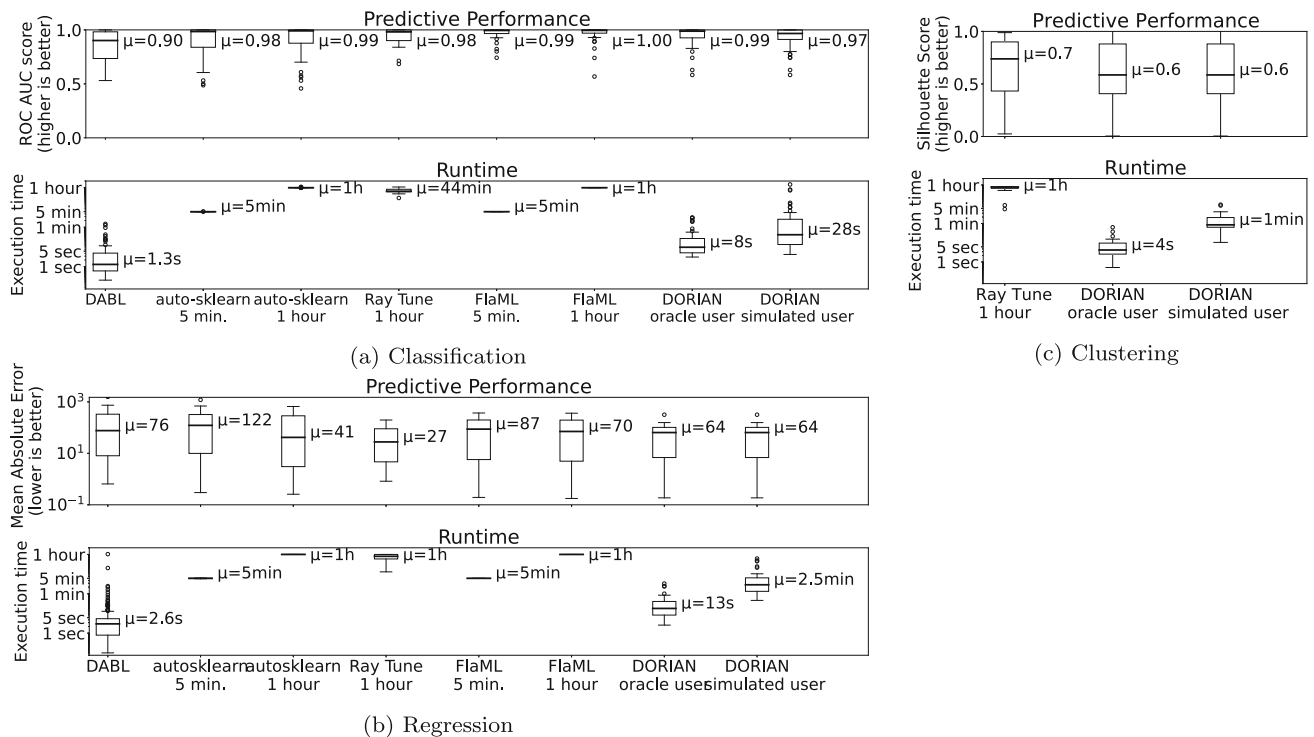 Predictive Performance
ROC AUC score
(higher is better)
1.0
0.5
0.0
μ=0.90
μ=0.98
μ=0.99
μ=0.98
μ=0.99
μ=1.00
μ=0.99
μ=0.97
Runtime
Execution time
1 hour
5 min
1 min
5 sec
1 sec
μ=1.3s
μ=5min
μ=1h
μ=44min
μ=5min
μ=1h
μ=8s
μ=28s
DABL
auto-sklearn
5 min.
auto-sklearn
1 hour
Ray Tune
1 hour
FlaML
5 min.
FlaML
1 hour
DORIAN
oracle user
DORIAN
simulated user
(a) Classification
Predictive Performance
Silhouette Score
(higher is better)
1.0
0.5
0.0
μ=0.7
μ=0.6
μ=0.6
Runtime
Execution time
1 hour
5 min
1 min
5 sec
1 sec
μ=1h
μ=4s
μ=1min
Ray Tune
1 hour
DORIAN
oracle user
DORIAN
simulated user
(c) Clustering
Predictive Performance
Mean Absolute Error
(lower is better)
10³
10¹
10⁻¹
μ=76
μ=122
μ=41
μ=27
μ=87
μ=70
μ=64
μ=64
Runtime
Execution time
1 hour
5 min
1 min
5 sec
1 sec
μ=2.6s
μ=5min
μ=1h
μ=1h
μ=5min
μ=1h
μ=13s
μ=2.5min
DABL
autosklearn
5 min.
autosklearn
1 hour
Ray Tune
1 hour
FlaML
5 min.
FlaML
1 hour
DORIAN
oracle user
DORIAN
simulated user
(b) Regression